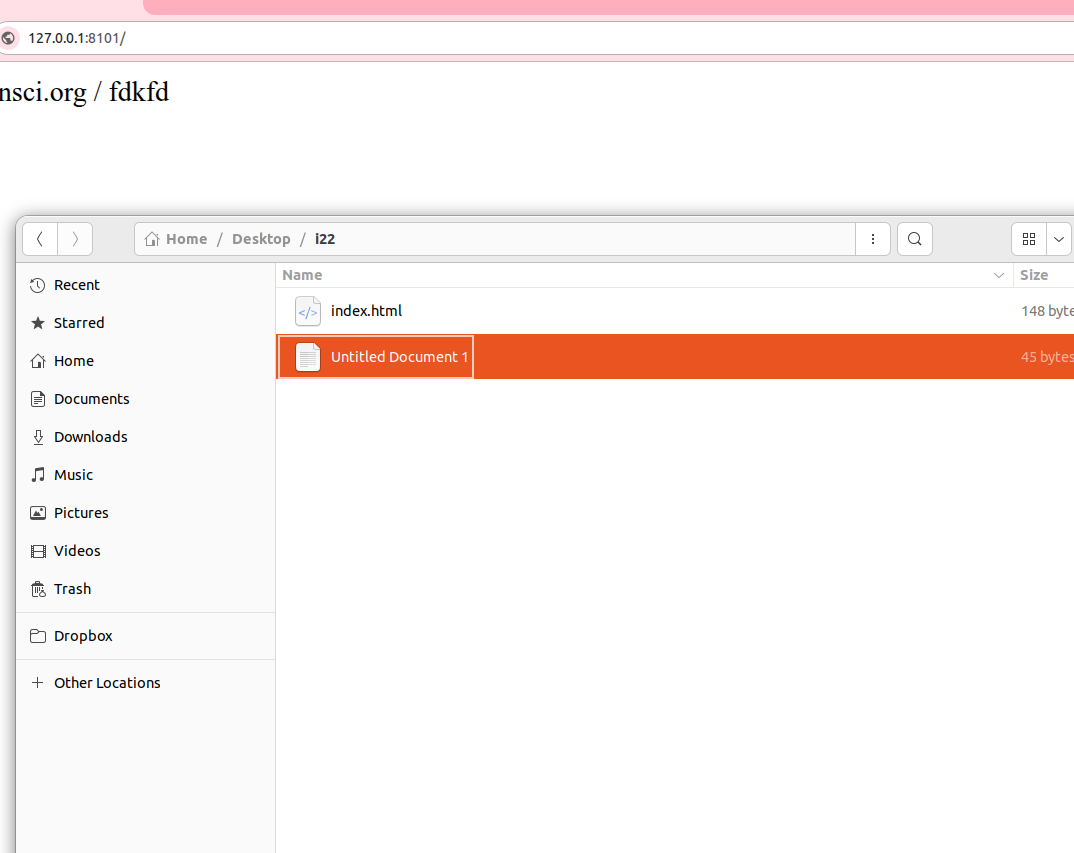 127.0.0.1:8101/
nsci.org / fdkfd
Home / Desktop / i22
Name Size
Recent
index.html 148 byte
Starred
Untitled Document 1 45 bytes
Home
Documents
Downloads
Music
Pictures
Videos
Trash
Dropbox
Other Locations